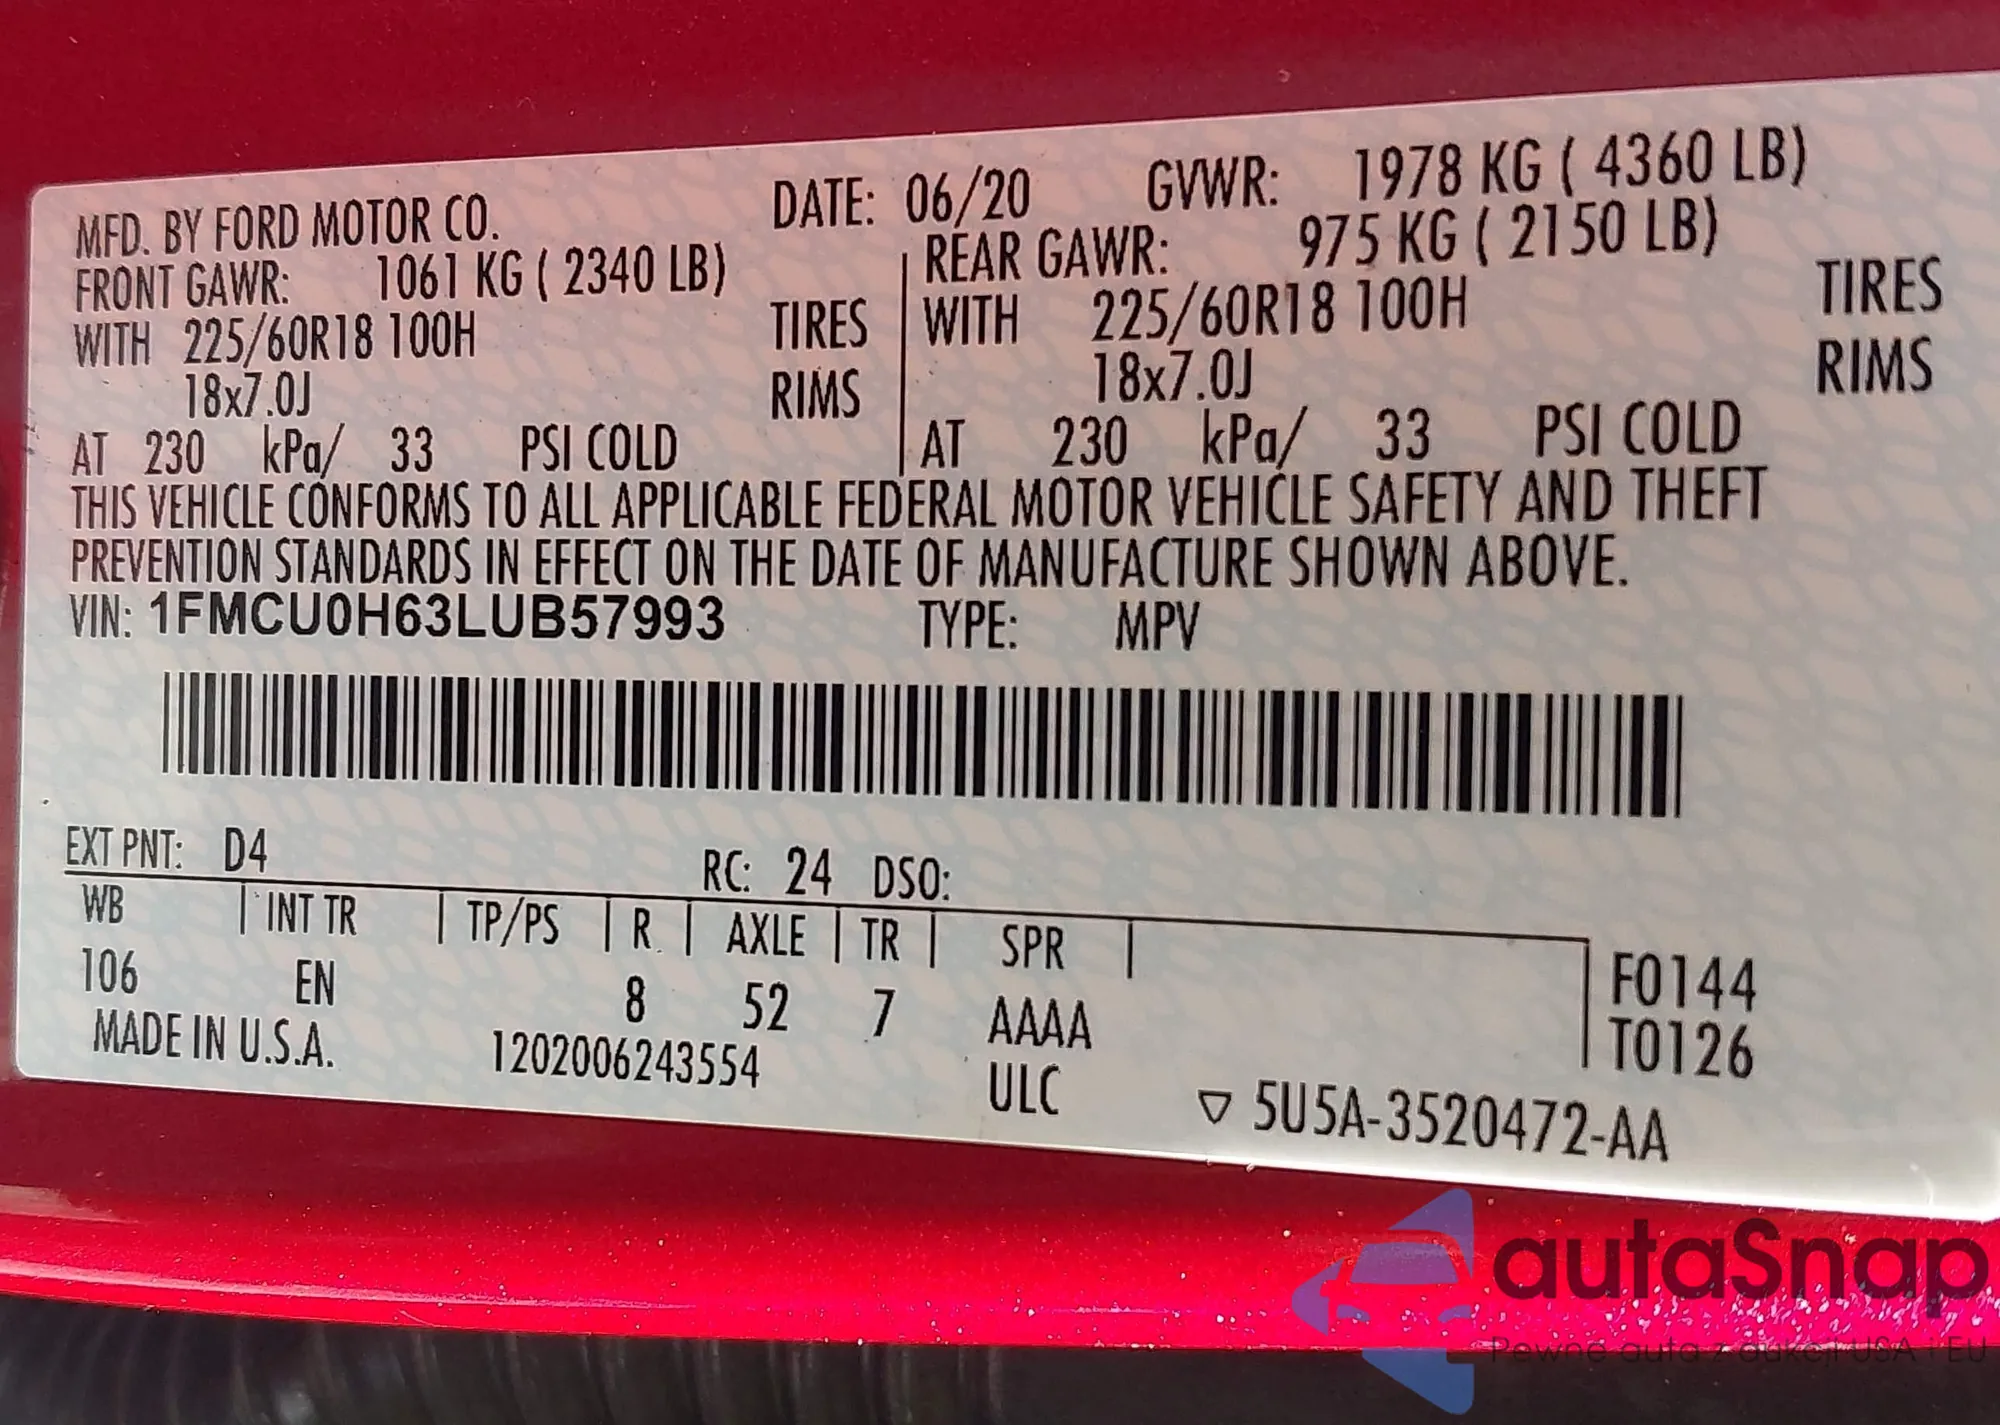 MFD. BY FORD MOTOR CO. DATE: 06/20 GVWR: 1978 KG ( 4360 LB)
FRONT GAWR: 1061 KG ( 2340 LB) REAR GAWR: 975 KG ( 2150 LB)
WITH 225/60R18 100H TIRES WITH 225/60R18 100H TIRES
18x7.0J RIMS 18x7.0J RIMS
AT 230 kPa/ 33 PSI COLD AT 230 kPa/ 33 PSI COLD
THIS VEHICLE CONFORMS TO ALL APPLICABLE FEDERAL MOTOR VEHICLE SAFETY AND THEFT
PREVENTION STANDARDS IN EFFECT ON THE DATE OF MANUFACTURE SHOWN ABOVE.
VIN: 1FMCU0H63LUB57993 TYPE: MPV
EXT PNT: D4 RC: 24 DSO:
WB INT TR TP/PS R AXLE TR SPR
106 EN 8 52 7 AAAA F0144
MADE IN U.S.A. 1202006243554 ULC T0126
▽ 5U5A-3520472-AA
autaSnap
Pewne auta z aukcji USA i EU